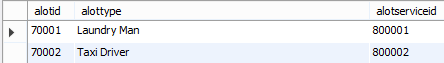 alotid alottype alotserviceid
70001 Laundry Man 800001
70002 Taxi Driver 800002